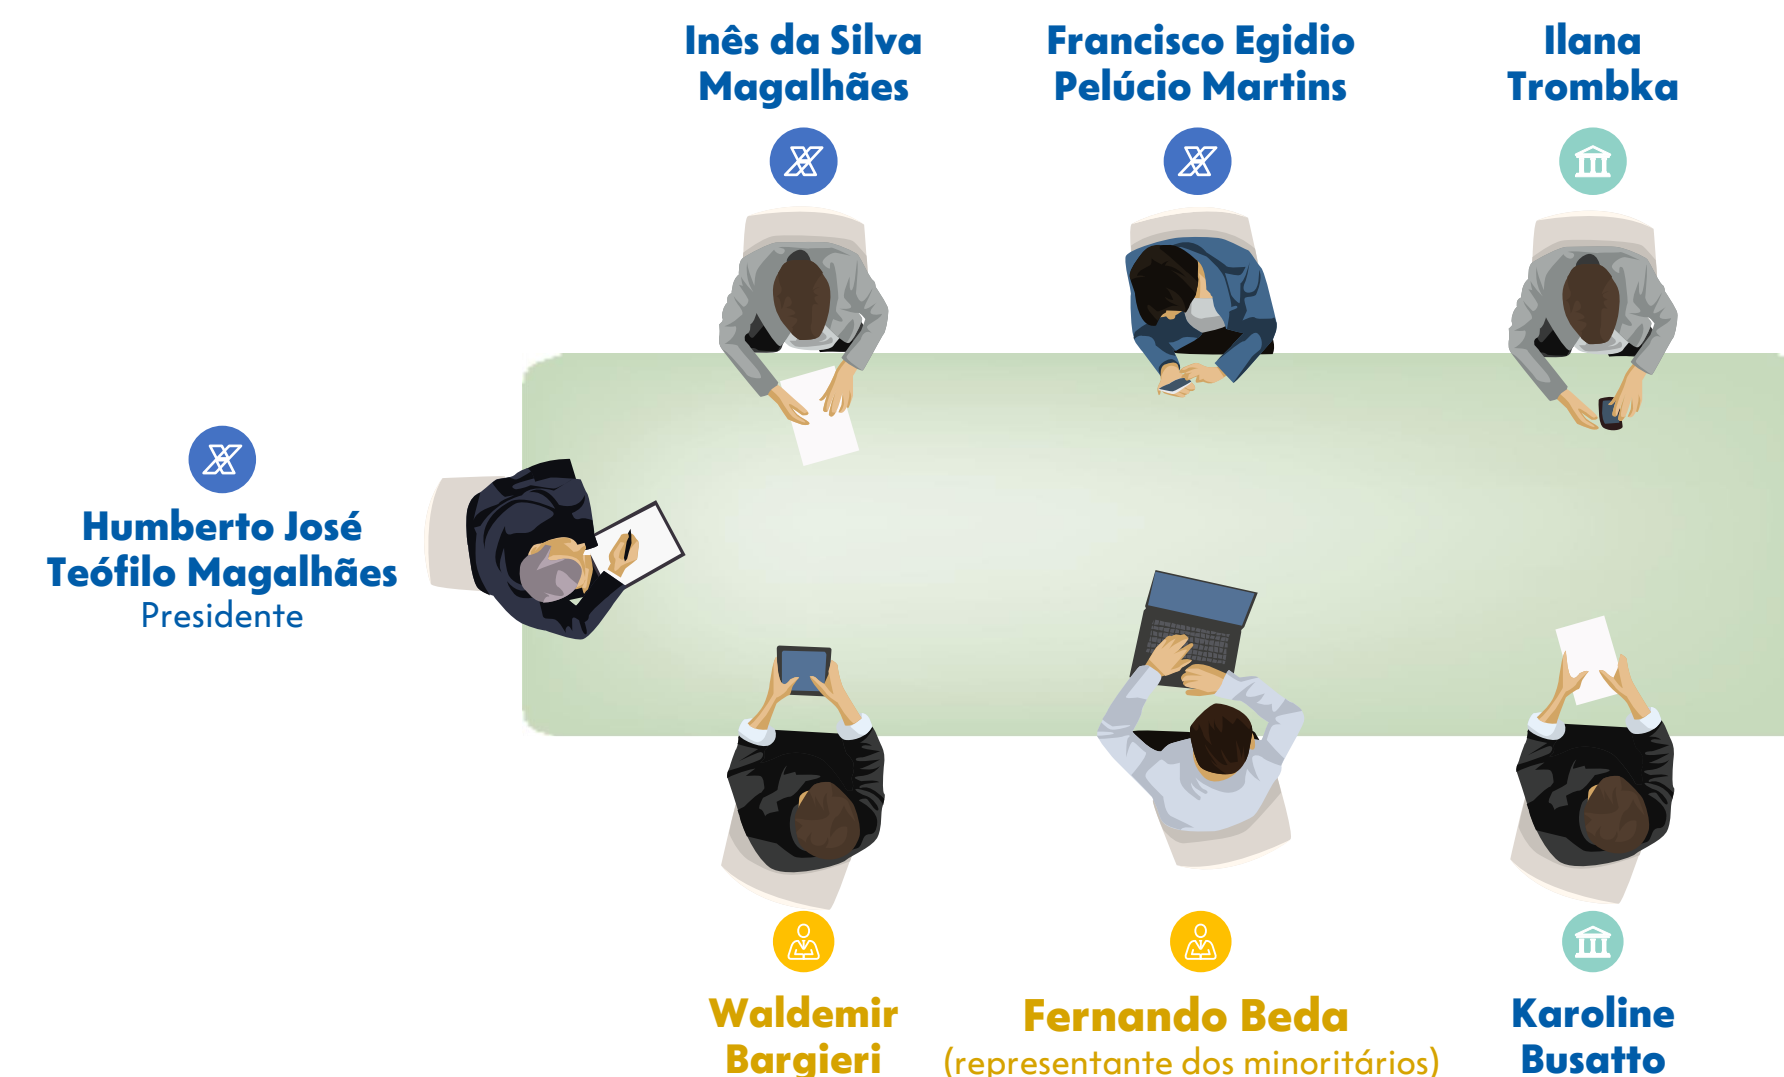 Inês da Silva
Magalhães
Francisco Egidio
Pelúcio Martins
Ilana
Trombka
Humberto José
Teófilo Magalhães
Presidente
Waldemir
Bargieri
Fernando Beda
(representante dos minoritários)
Karoline
Busatto